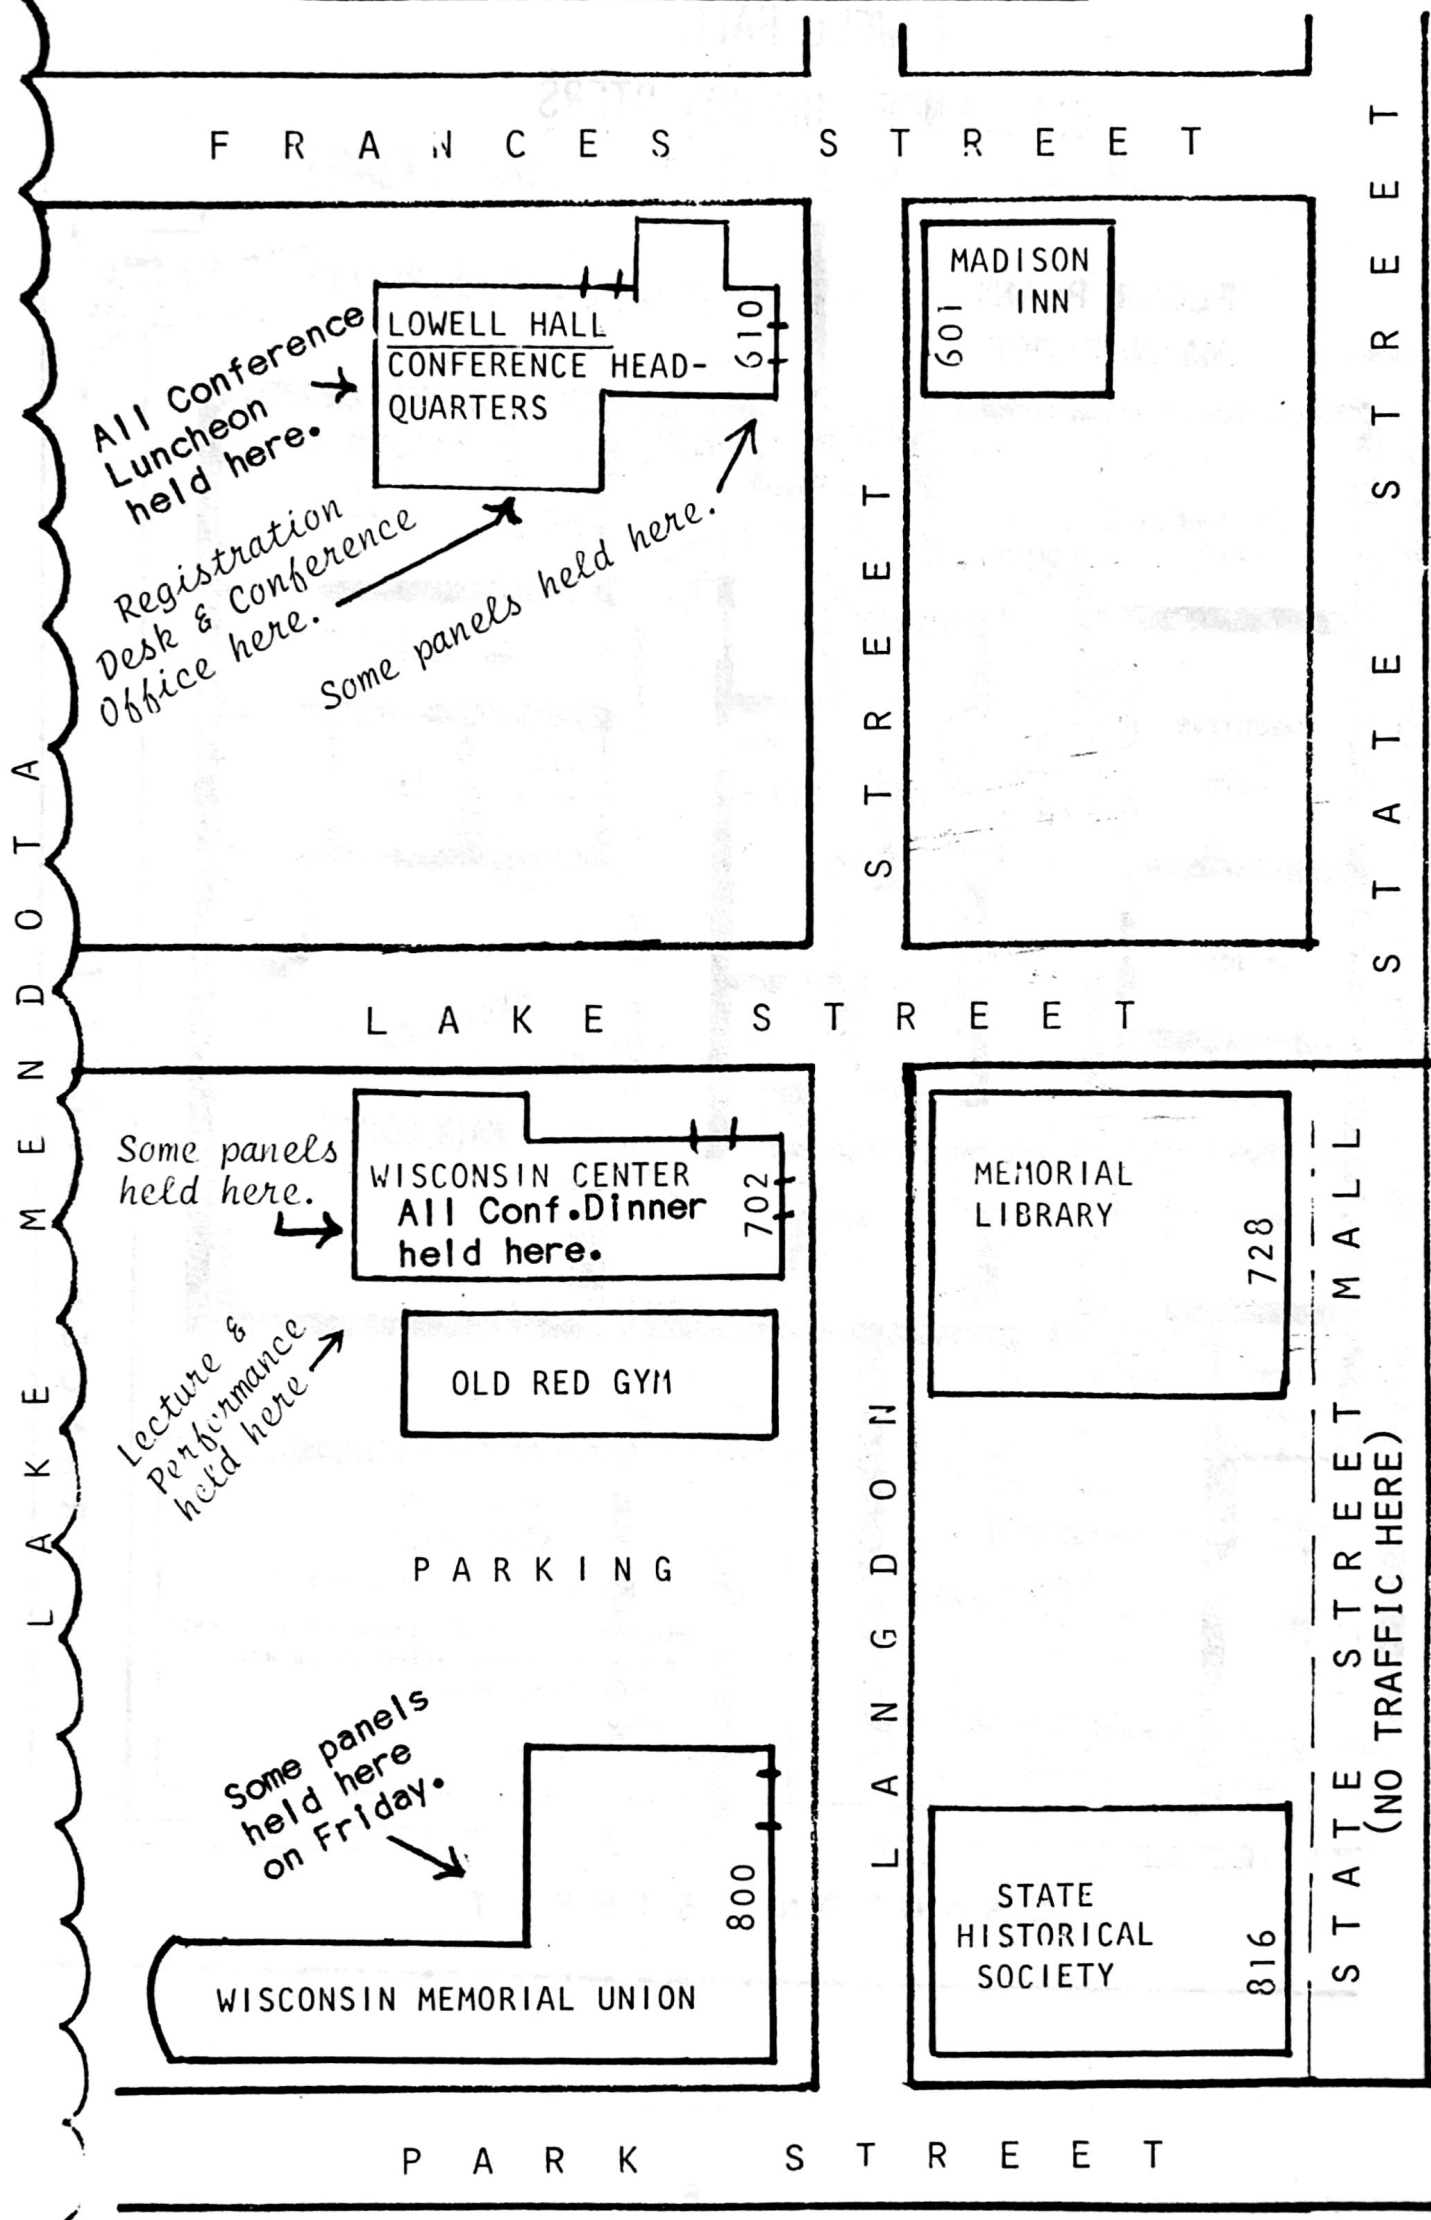 FRANCES STREET
STATE STREET
MADISON
INN
601
LOWELL HALL
CONFERENCE HEAD-
QUARTERS
610
All Conference
Luncheon
held here.
Registration
Desk & Conference
Office here.
Some panels held here.
LAKE MENDOTA
LANGDON STREET
LAKE STREET
Some panels
held here.
WISCONSIN CENTER
All Conf.Dinner
held here.
702
MEMORIAL
LIBRARY
728
Lecture &
Performance
held here
OLD RED GYM
PARKING
STATE STREET MALL
(NO TRAFFIC HERE)
Some panels
held here
on Friday.
800
WISCONSIN MEMORIAL UNION
STATE
HISTORICAL
SOCIETY
816
PARK STREET